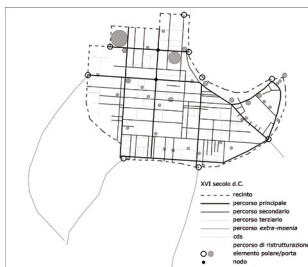 XVI secolo d.C.
recinto
percorso principale
percorso secondario
percorso terziario
percorso extra-moenia
cds
percorso di ristrutturazione
elemento polare/porta
nodo